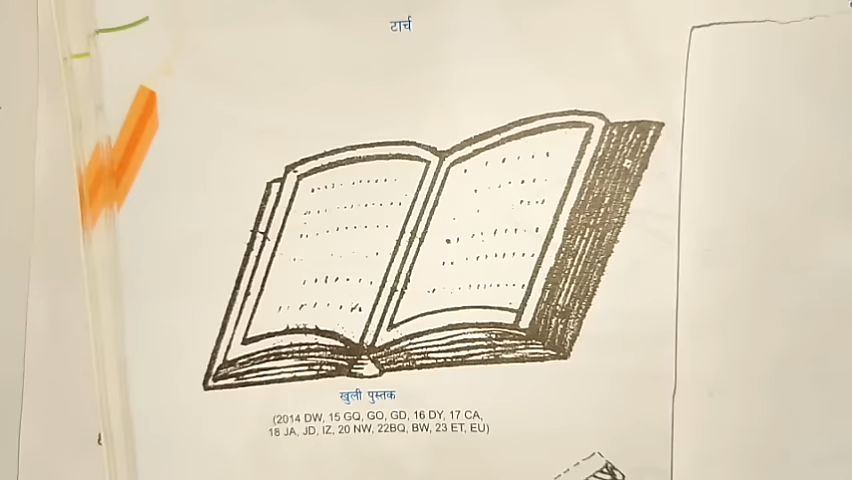 टार्च
खुली पुस्तक
(2014 DW, 15 GQ, GO, GD, 16 DY, 17 CA,
18 JA, JD, IZ, 20 NW, 22BQ, BW, 23 ET, EU)